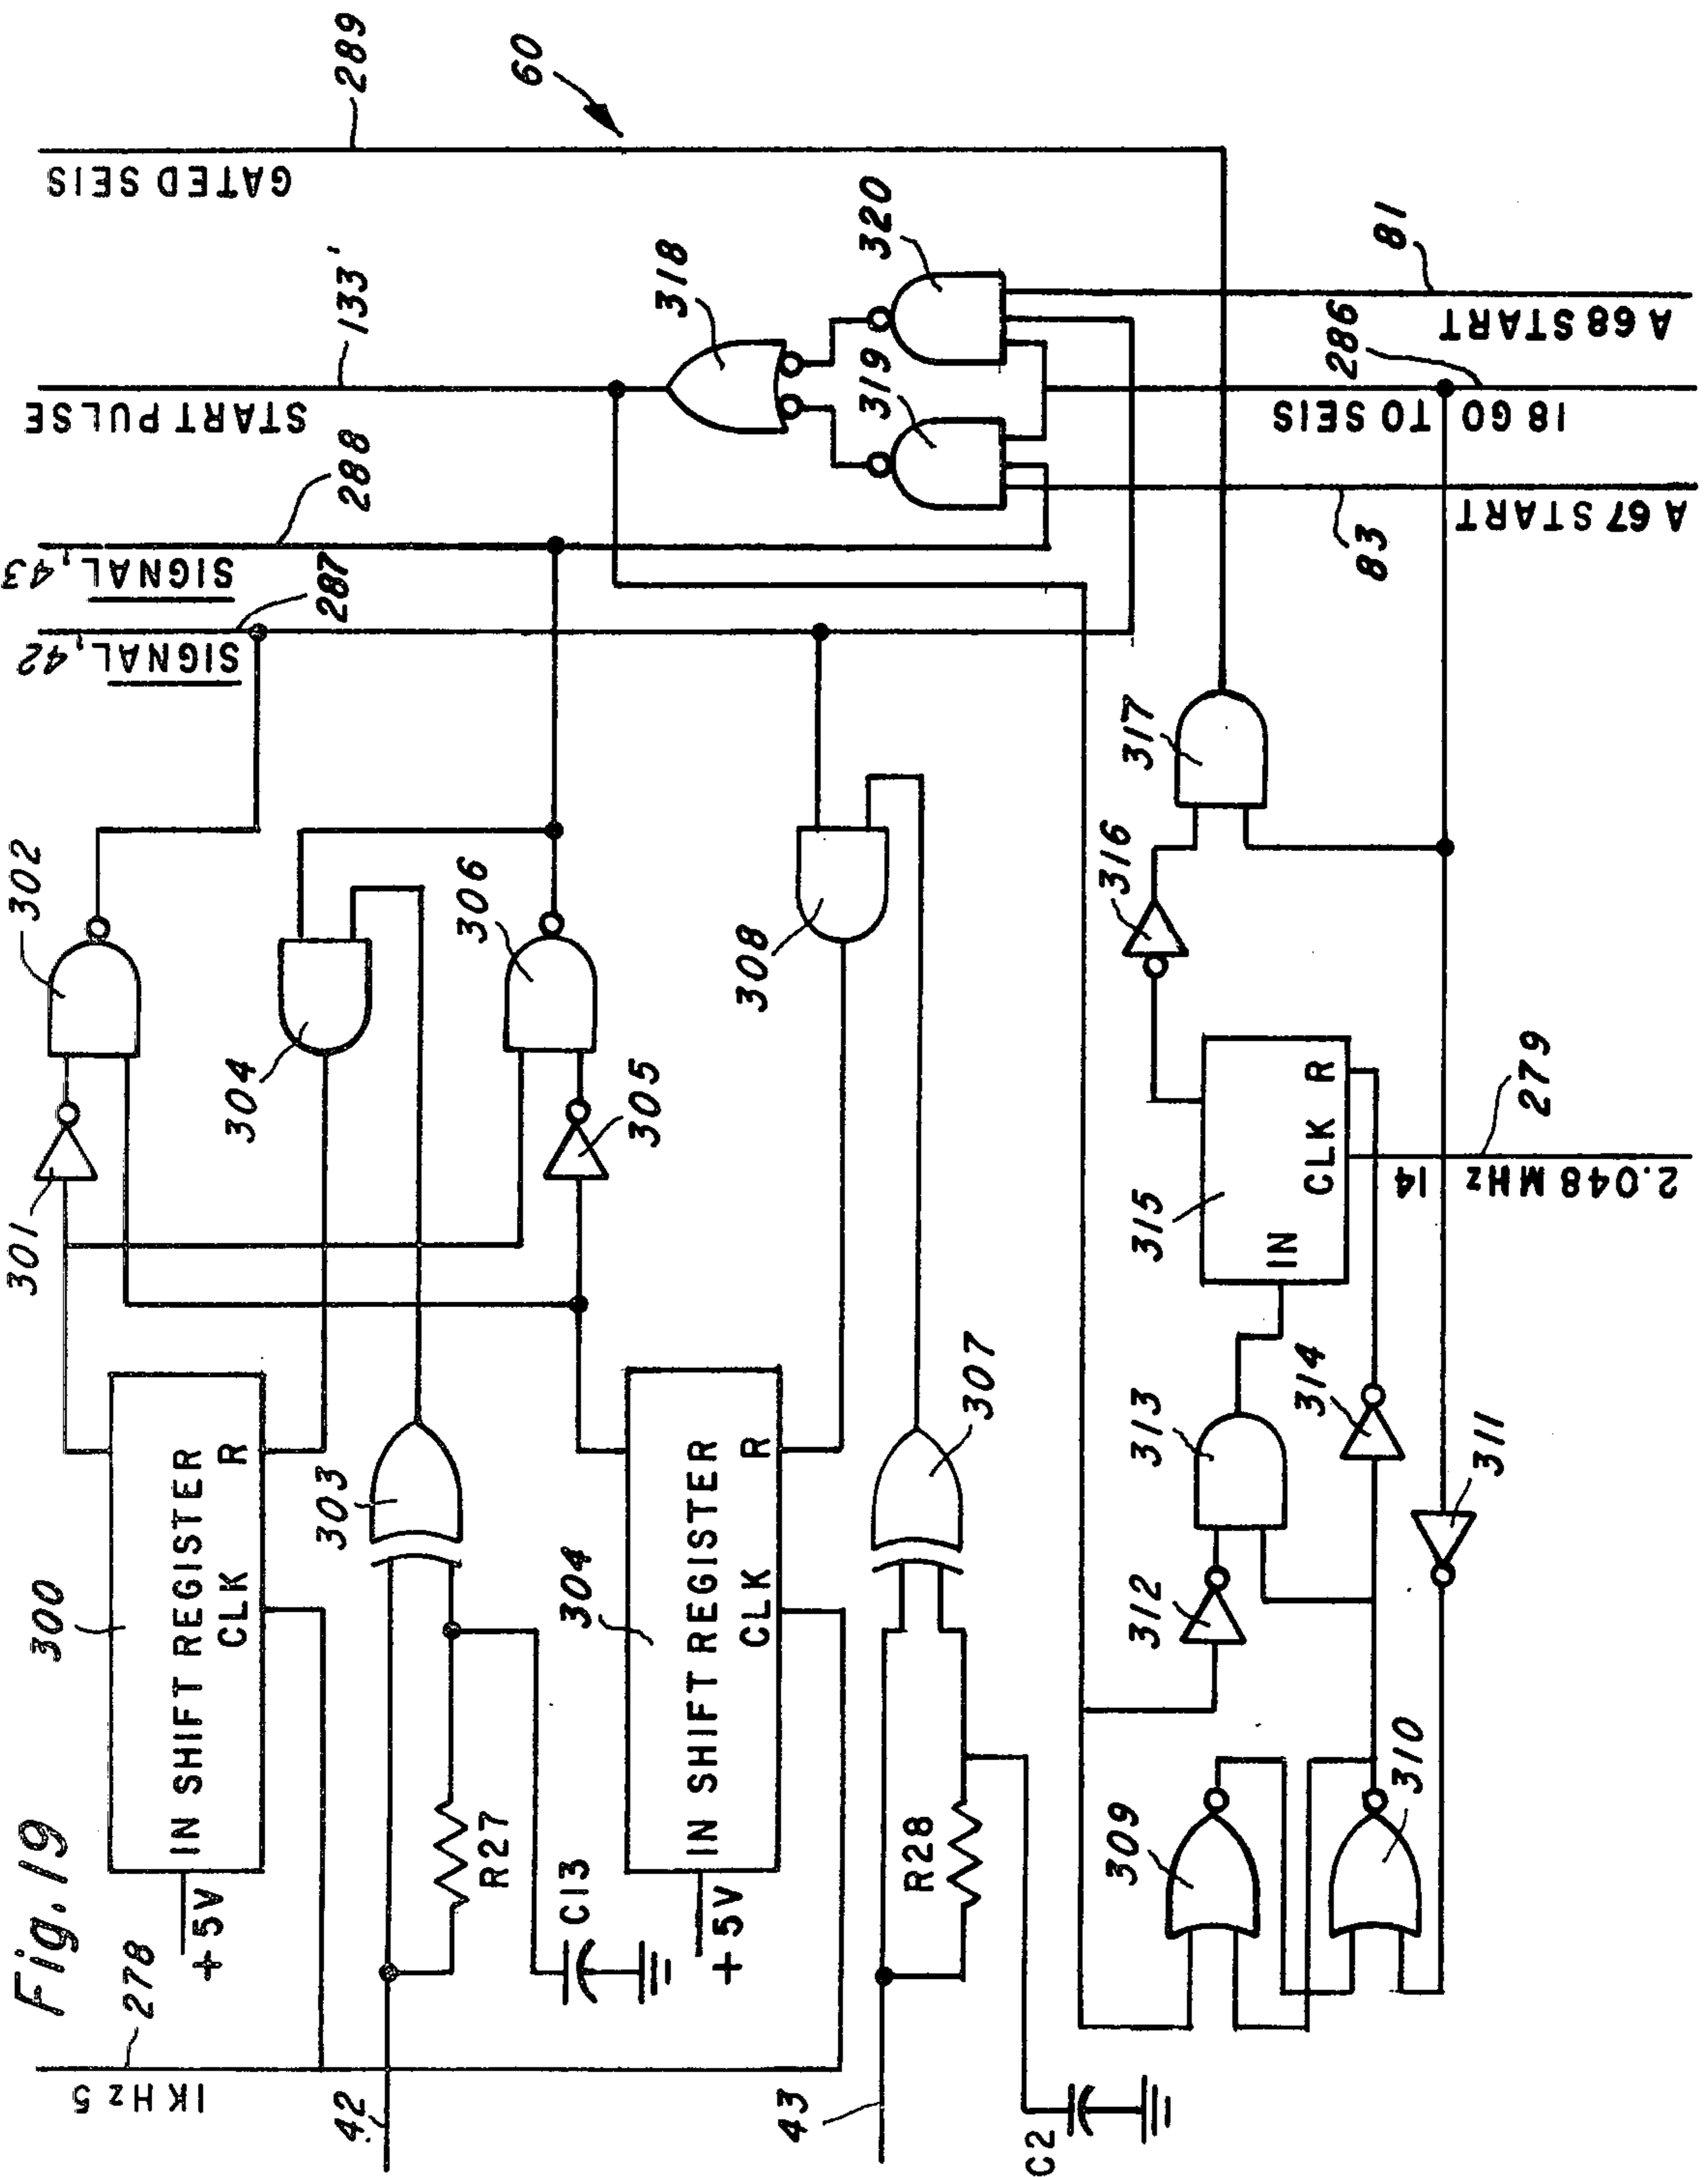 Fig. 19
1KHz 5
278
+5V
IN SHIFT REGISTER
CLK R
300
301
302
SIGNAL, 42
287
SIGNAL, 43
288
START PULSE
133'
GATED SEIS
289
60
42
R27
C13
303
304
306
305
+5V
IN SHIFT REGISTER
CLK R
304
43
R28
C2
307
308
318
319
320
309
310
312
313
314
311
315
IN
CLK R
316
317
2.048 MHz 14
279
A 67 START
83
18 GO TO SEIS
286
A 68 START
81